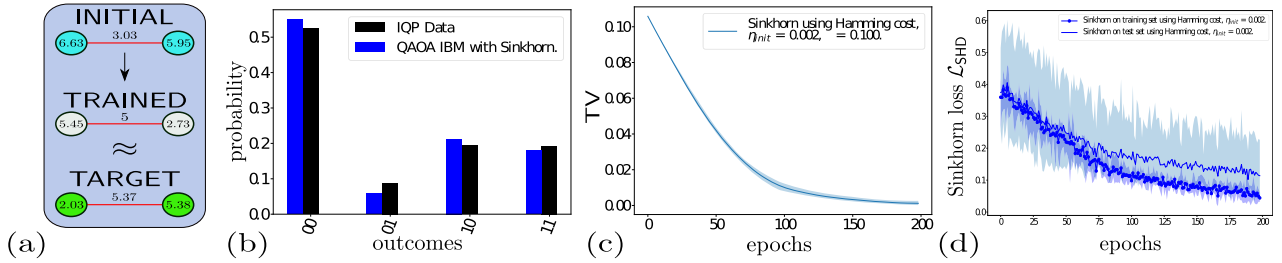 INITIAL
6.63 3.03 5.95
TRAINED
5.45 5 2.73
≈
TARGET
2.03 5.37 5.38
(a)
probability
0.5
0.4
0.3
0.2
0.1
0.0
IQP Data
QAOA IBM with Sinkhorn.
00 01 10 11
outcomes
(b)
TV
0.10
0.08
0.06
0.04
0.02
0.00
Sinkhorn using Hamming cost,
η_init = 0.002, = 0.100.
0 50 100 150 200
epochs
(c)
Sinkhorn loss 𝓛_SHD
0.6
0.5
0.4
0.3
0.2
0.1
0.0
Sinkhorn on training set using Hamming cost, η_init = 0.002.
Sinkhorn on test set using Hamming cost, η_init = 0.002.
0 25 50 75 100 125 150 175 200
epochs
(d)